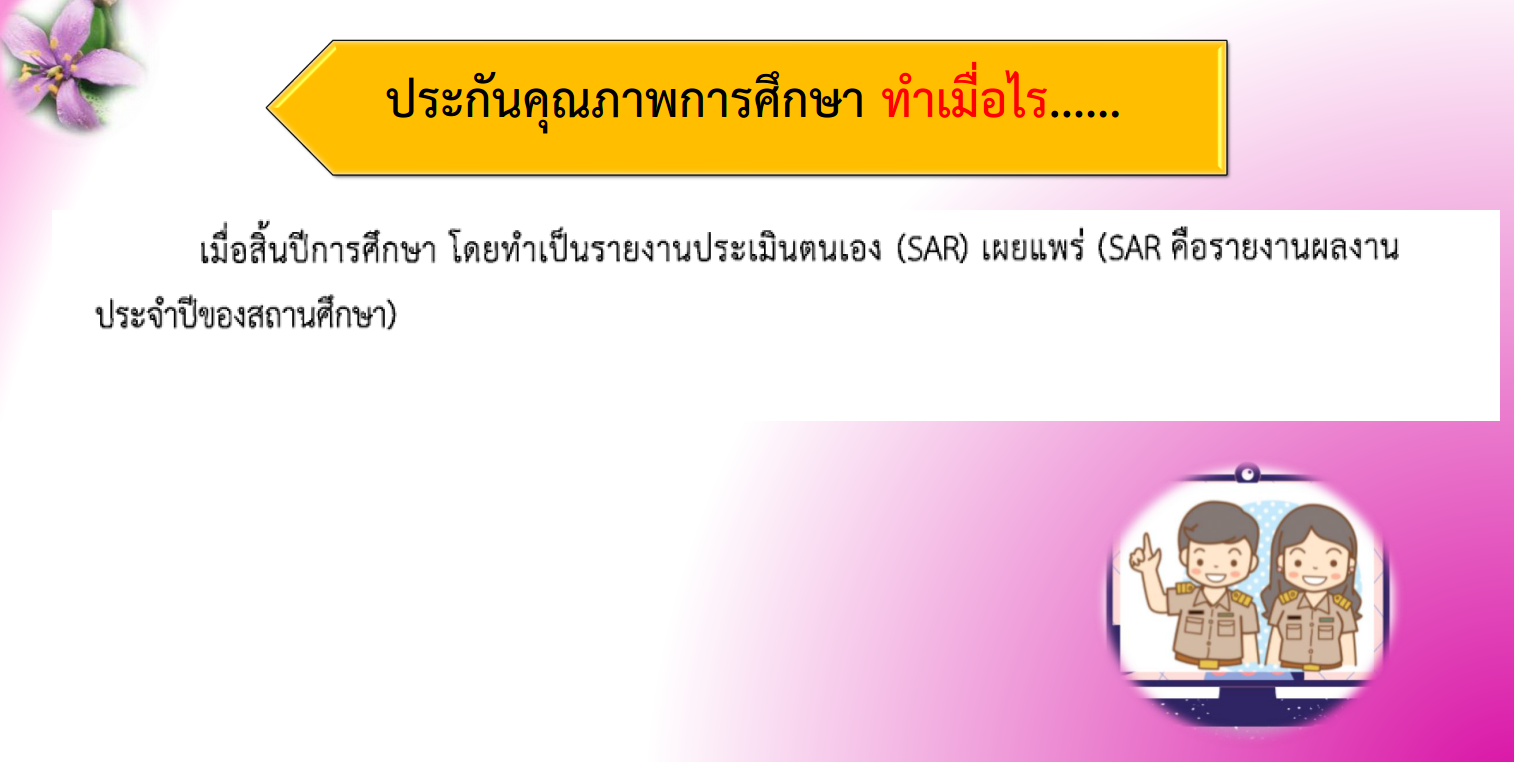 ประกันคุณภาพการศึกษา ทำเมื่อไร......
เมื่อสิ้นปีการศึกษา โดยทำเป็นรายงานประเมินตนเอง (SAR) เผยแพร่ (SAR คือรายงานผลงาน
ประจำปีของสถานศึกษา)